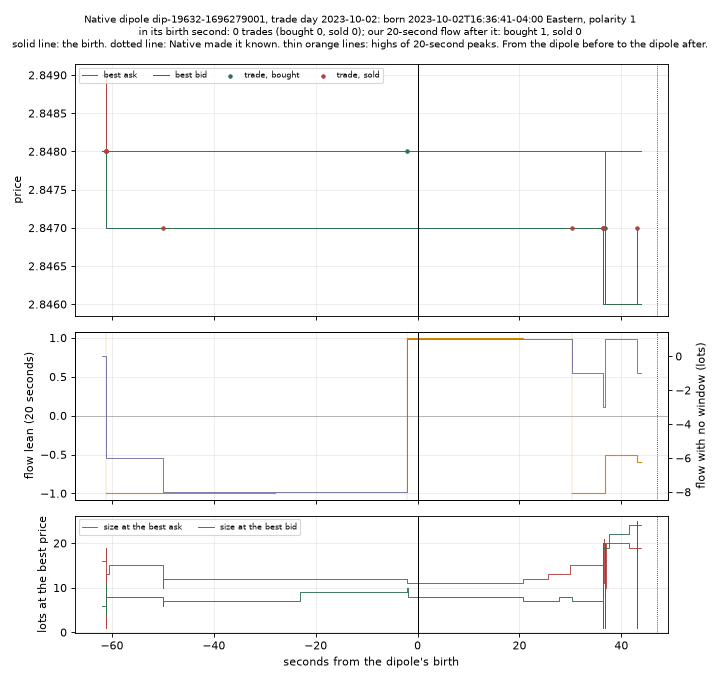 Native dipole dip-19632-1696279001, trade day 2023-10-02: born 2023-10-02T16:36:41-04:00 Eastern, polarity 1
in its birth second: 0 trades (bought 0, sold 0); our 20-second flow after it: bought 1, sold 0
solid line: the birth. dotted line: Native made it known. thin orange lines: highs of 20-second peaks. From the dipole before to the dipole after.
best ask
best bid
trade, bought
trade, sold
2.8490
2.8485
2.8480
2.8475
2.8470
2.8465
2.8460
price
1.0
0.5
0.0
−0.5
−1.0
flow lean (20 seconds)
0
−2
−4
−6
−8
flow with no window (lots)
size at the best ask
size at the best bid
20
10
0
lots at the best price
−60
−40
−20
0
20
40
seconds from the dipole's birth